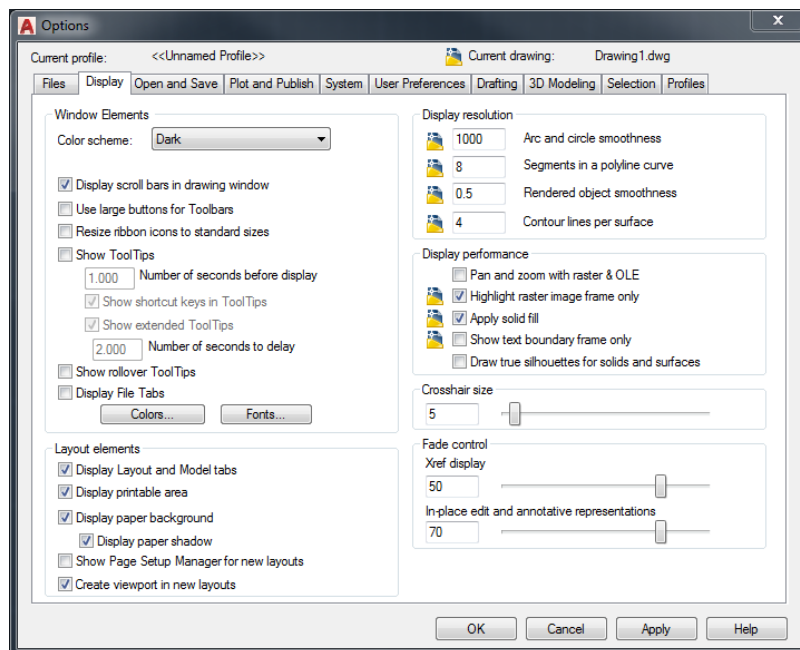 Options
Current profile: <<Unnamed Profile>> Current drawing: Drawing1.dwg
Files Display Open and Save Plot and Publish System User Preferences Drafting 3D Modeling Selection Profiles
Window Elements
Color scheme: Dark
Display scroll bars in drawing window
Use large buttons for Toolbars
Resize ribbon icons to standard sizes
Show ToolTips
1.000 Number of seconds before display
Show shortcut keys in ToolTips
Show extended ToolTips
2.000 Number of seconds to delay
Show rollover ToolTips
Display File Tabs
Colors... Fonts...
Layout elements
Display Layout and Model tabs
Display printable area
Display paper background
Display paper shadow
Show Page Setup Manager for new layouts
Create viewport in new layouts
Display resolution
1000 Arc and circle smoothness
8 Segments in a polyline curve
0.5 Rendered object smoothness
4 Contour lines per surface
Display performance
Pan and zoom with raster & OLE
Highlight raster image frame only
Apply solid fill
Show text boundary frame only
Draw true silhouettes for solids and surfaces
Crosshair size
5
Fade control
Xref display
50
In-place edit and annotative representations
70
OK Cancel Apply Help